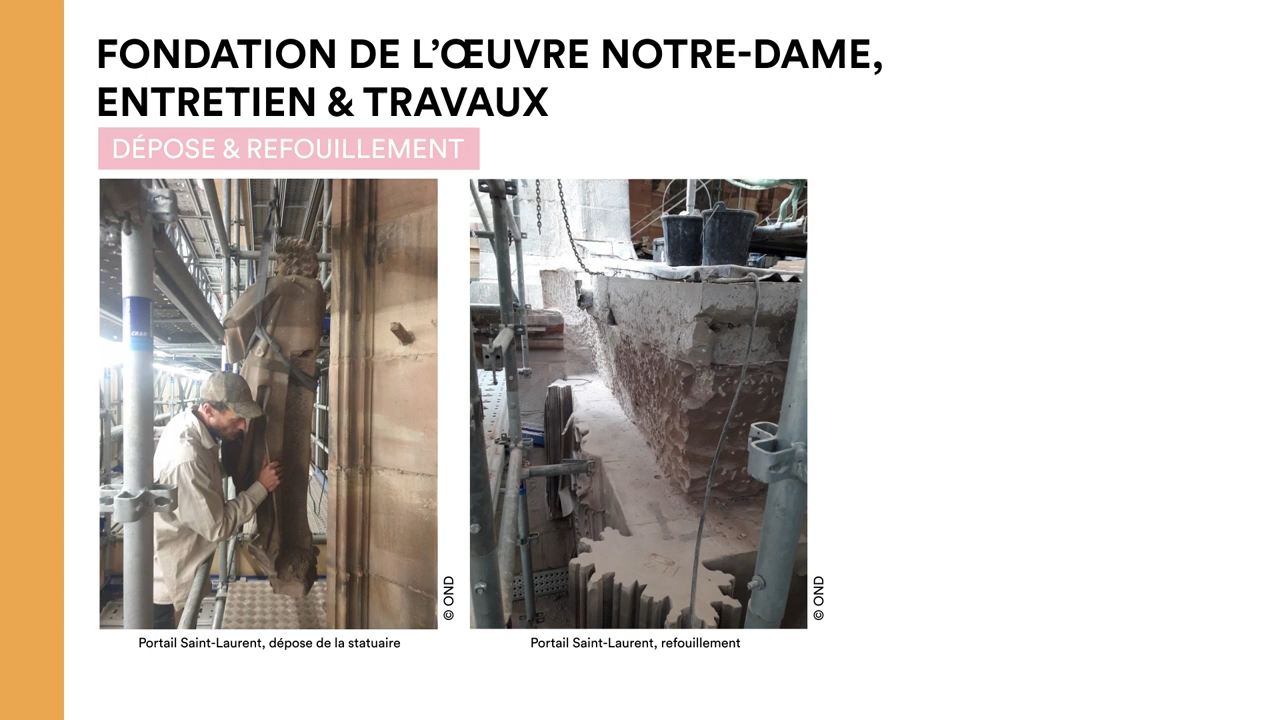 FONDATION DE L’ŒUVRE NOTRE-DAME,
ENTRETIEN & TRAVAUX
DÉPOSE & REFOUILLEMENT
© OND
© OND
Portail Saint-Laurent, dépose de la statuaire
Portail Saint-Laurent, refouillement